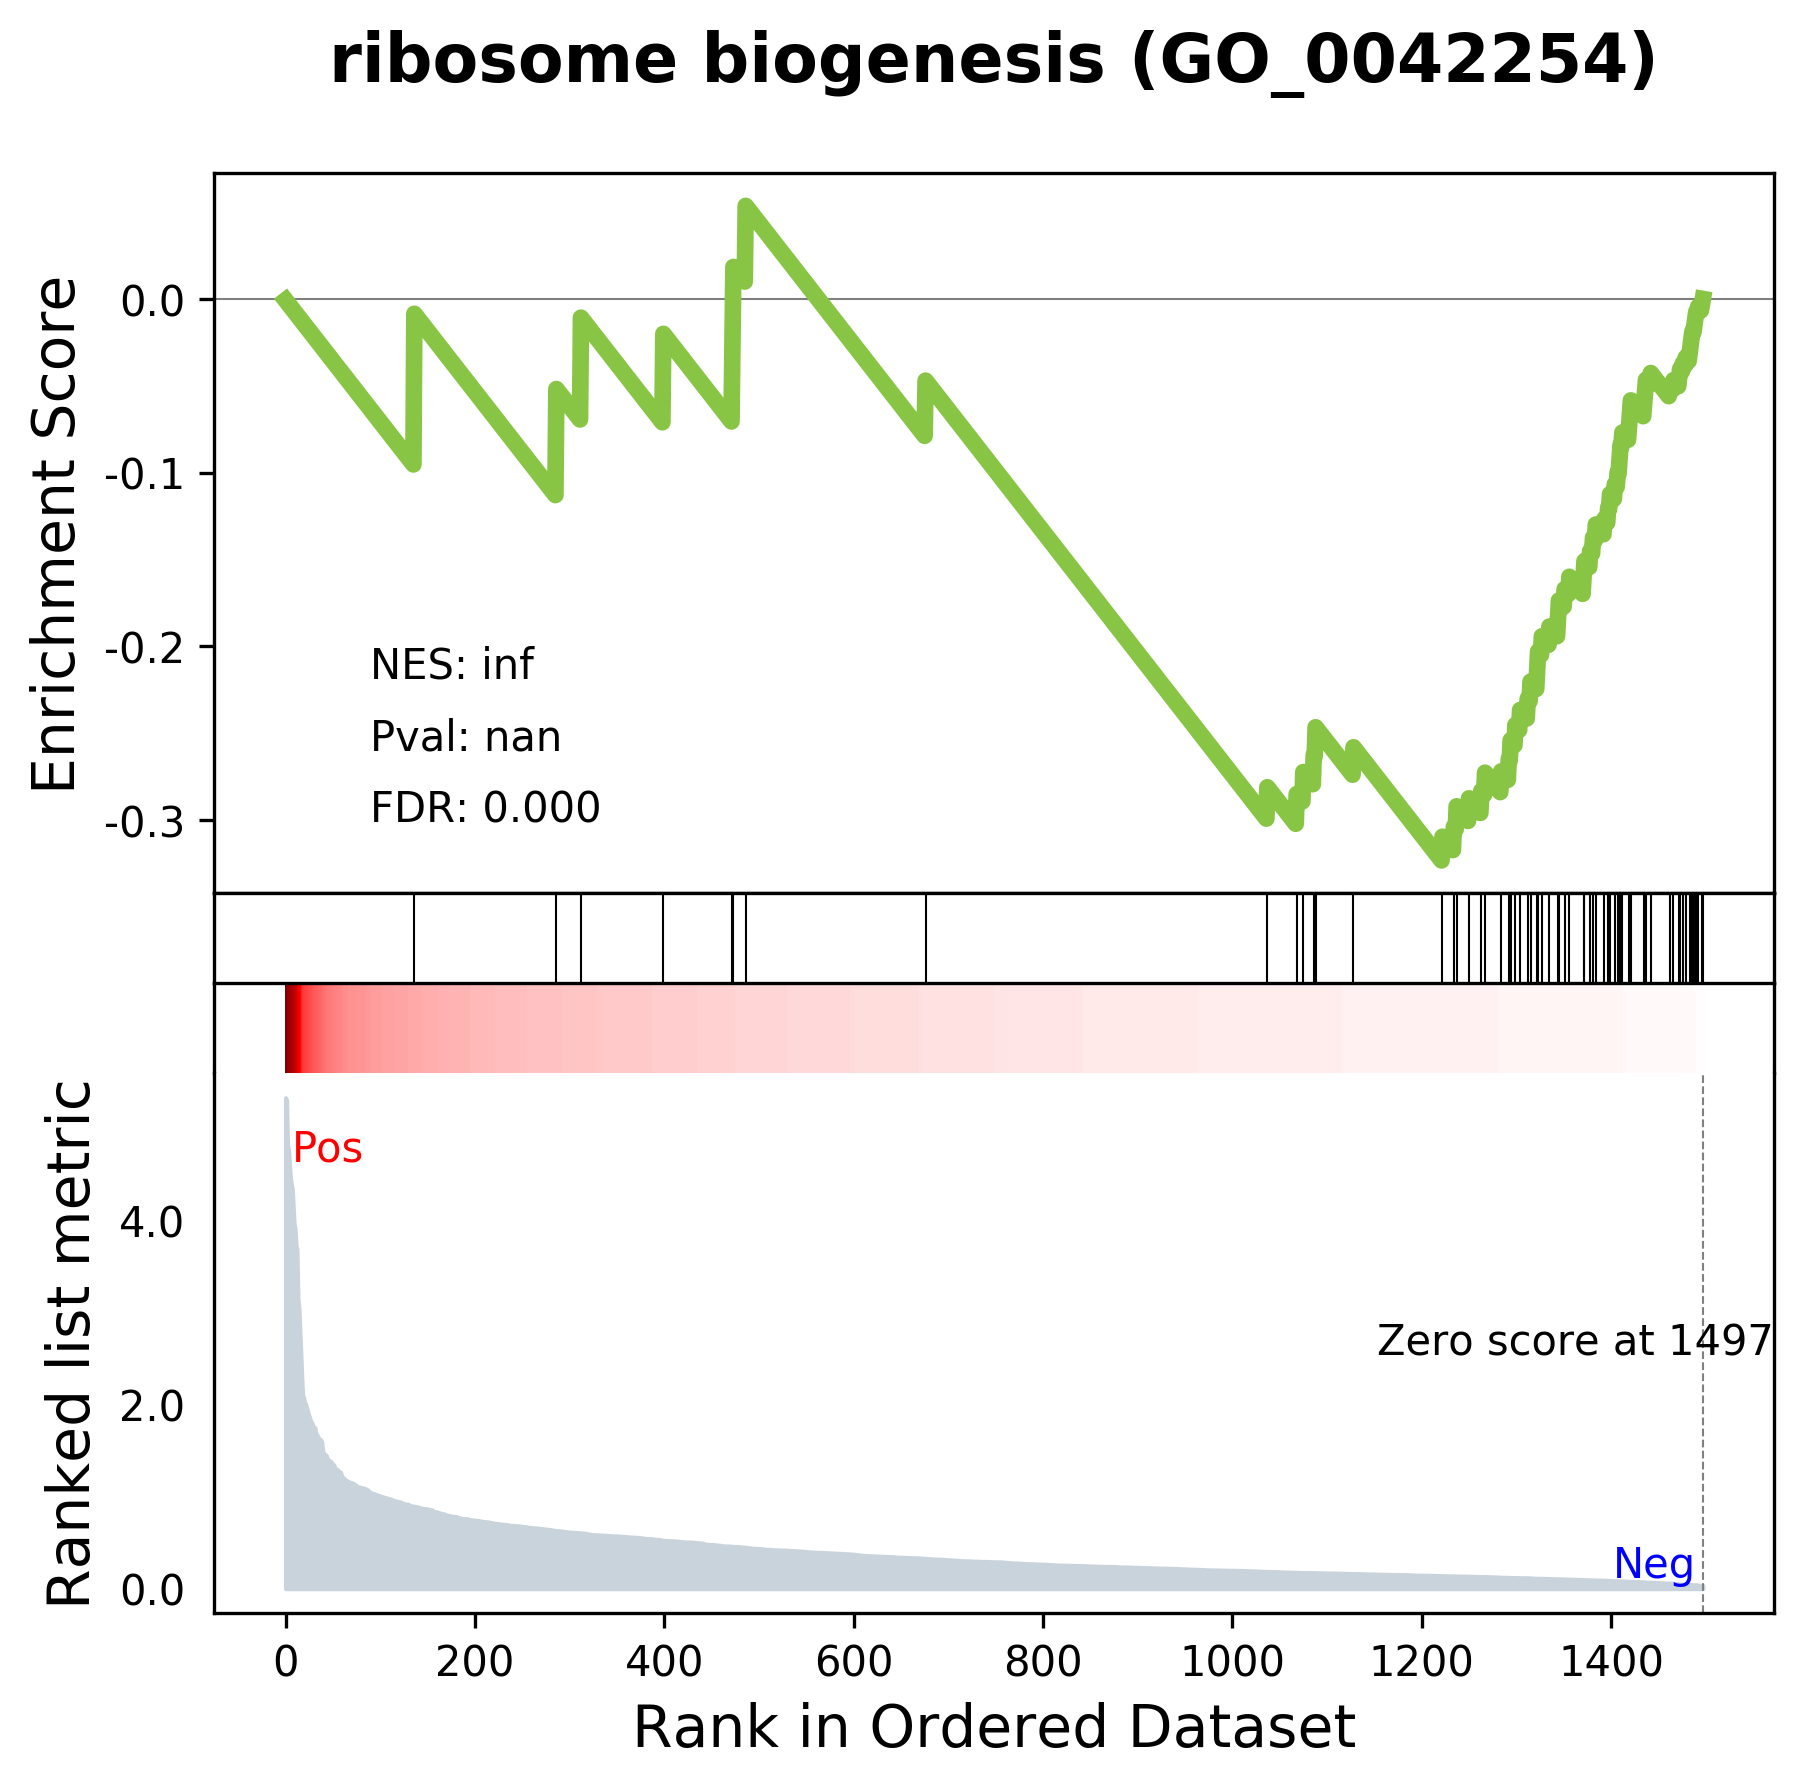 ribosome biogenesis (GO_0042254)
Enrichment Score
0.0
-0.1
-0.2
-0.3
NES: inf
Pval: nan
FDR: 0.000
Ranked list metric
Pos
4.0
Zero score at 1497
2.0
Neg
0.0
0 200 400 600 800 1000 1200 1400
Rank in Ordered Dataset